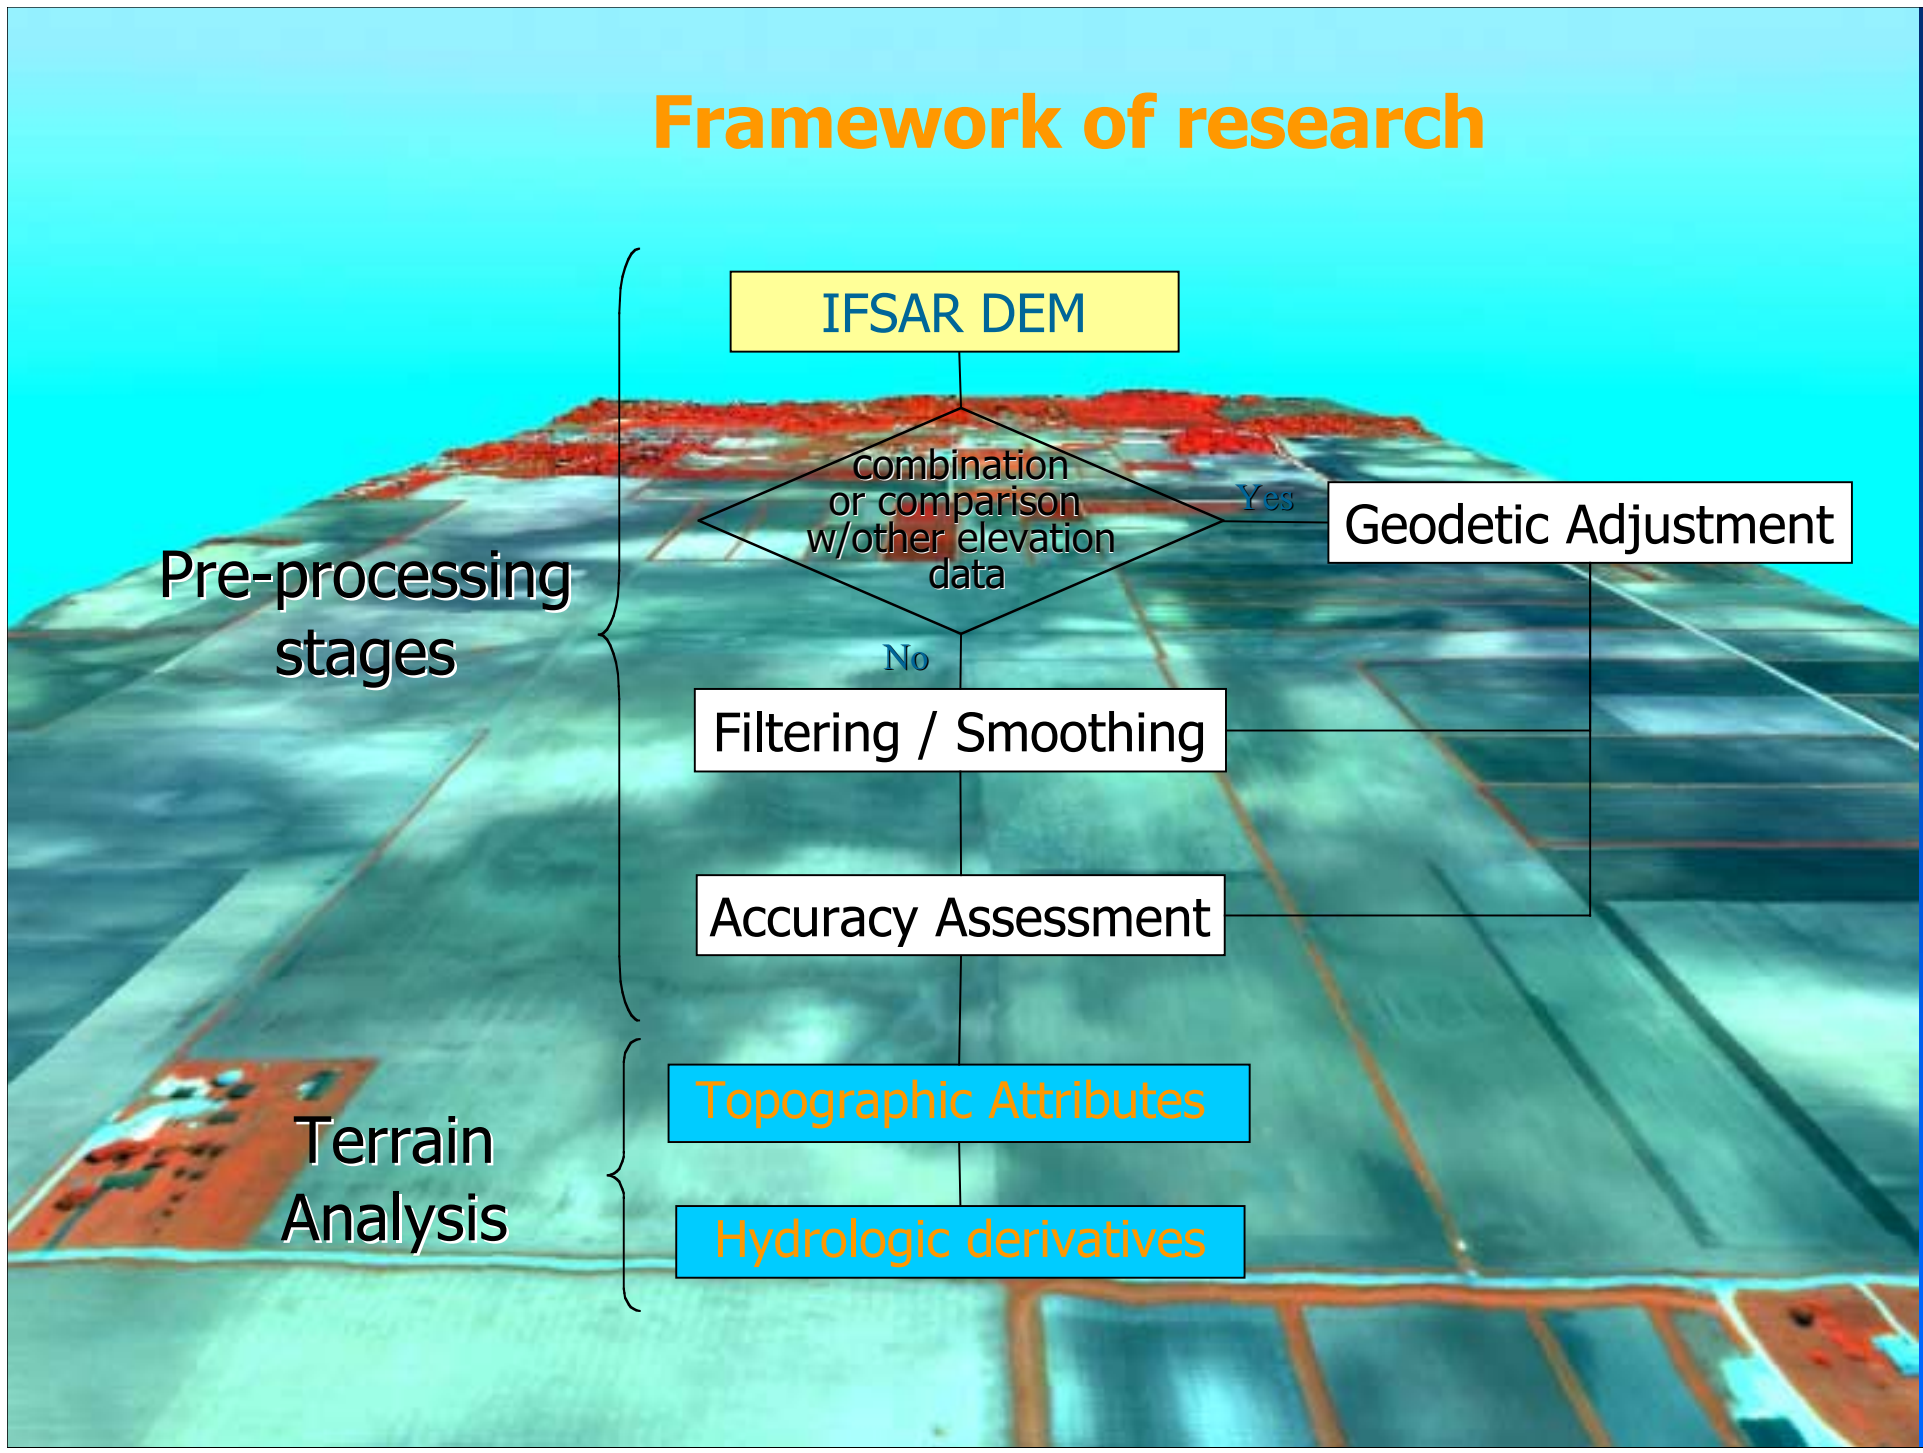 Framework of research
IFSAR DEM
combination
or comparison
w/other elevation
data
Yes
Geodetic Adjustment
Pre-processing
stages
No
Filtering / Smoothing
Accuracy Assessment
Topographic Attributes
Terrain
Analysis
Hydrologic derivatives